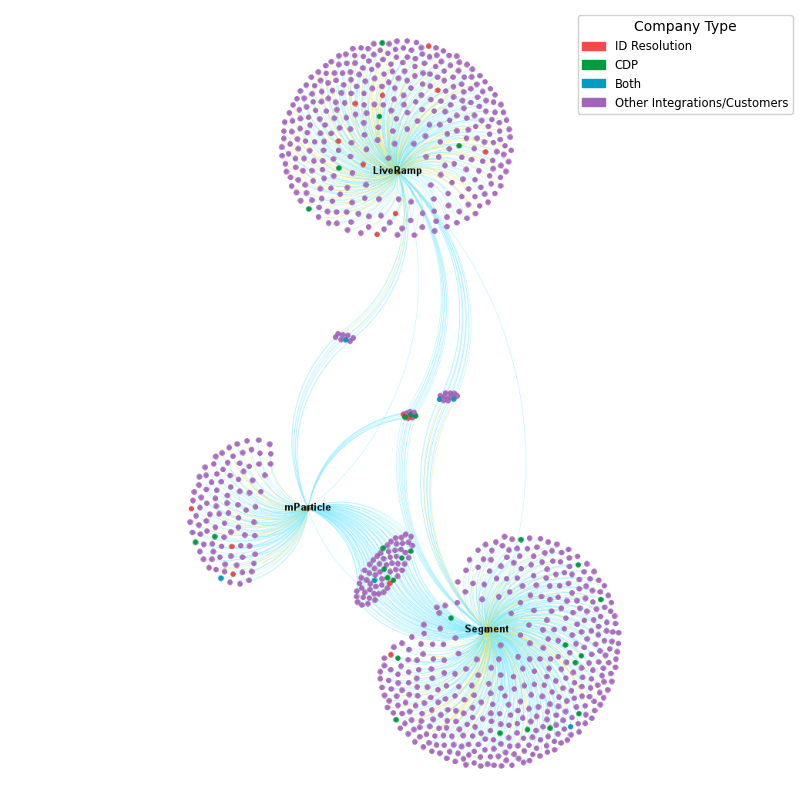 Company Type
ID Resolution
CDP
Both
Other Integrations/Customers
LiveRamp
mParticle
Segment